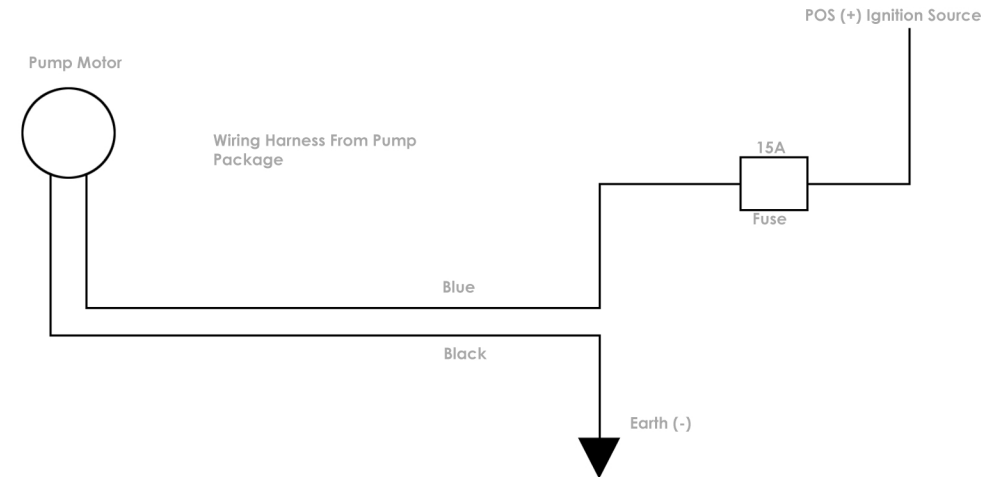 POS (+) Ignition Source
Pump Motor
Wiring Harness From Pump
Package
15A
Fuse
Blue
Black
Earth (-)